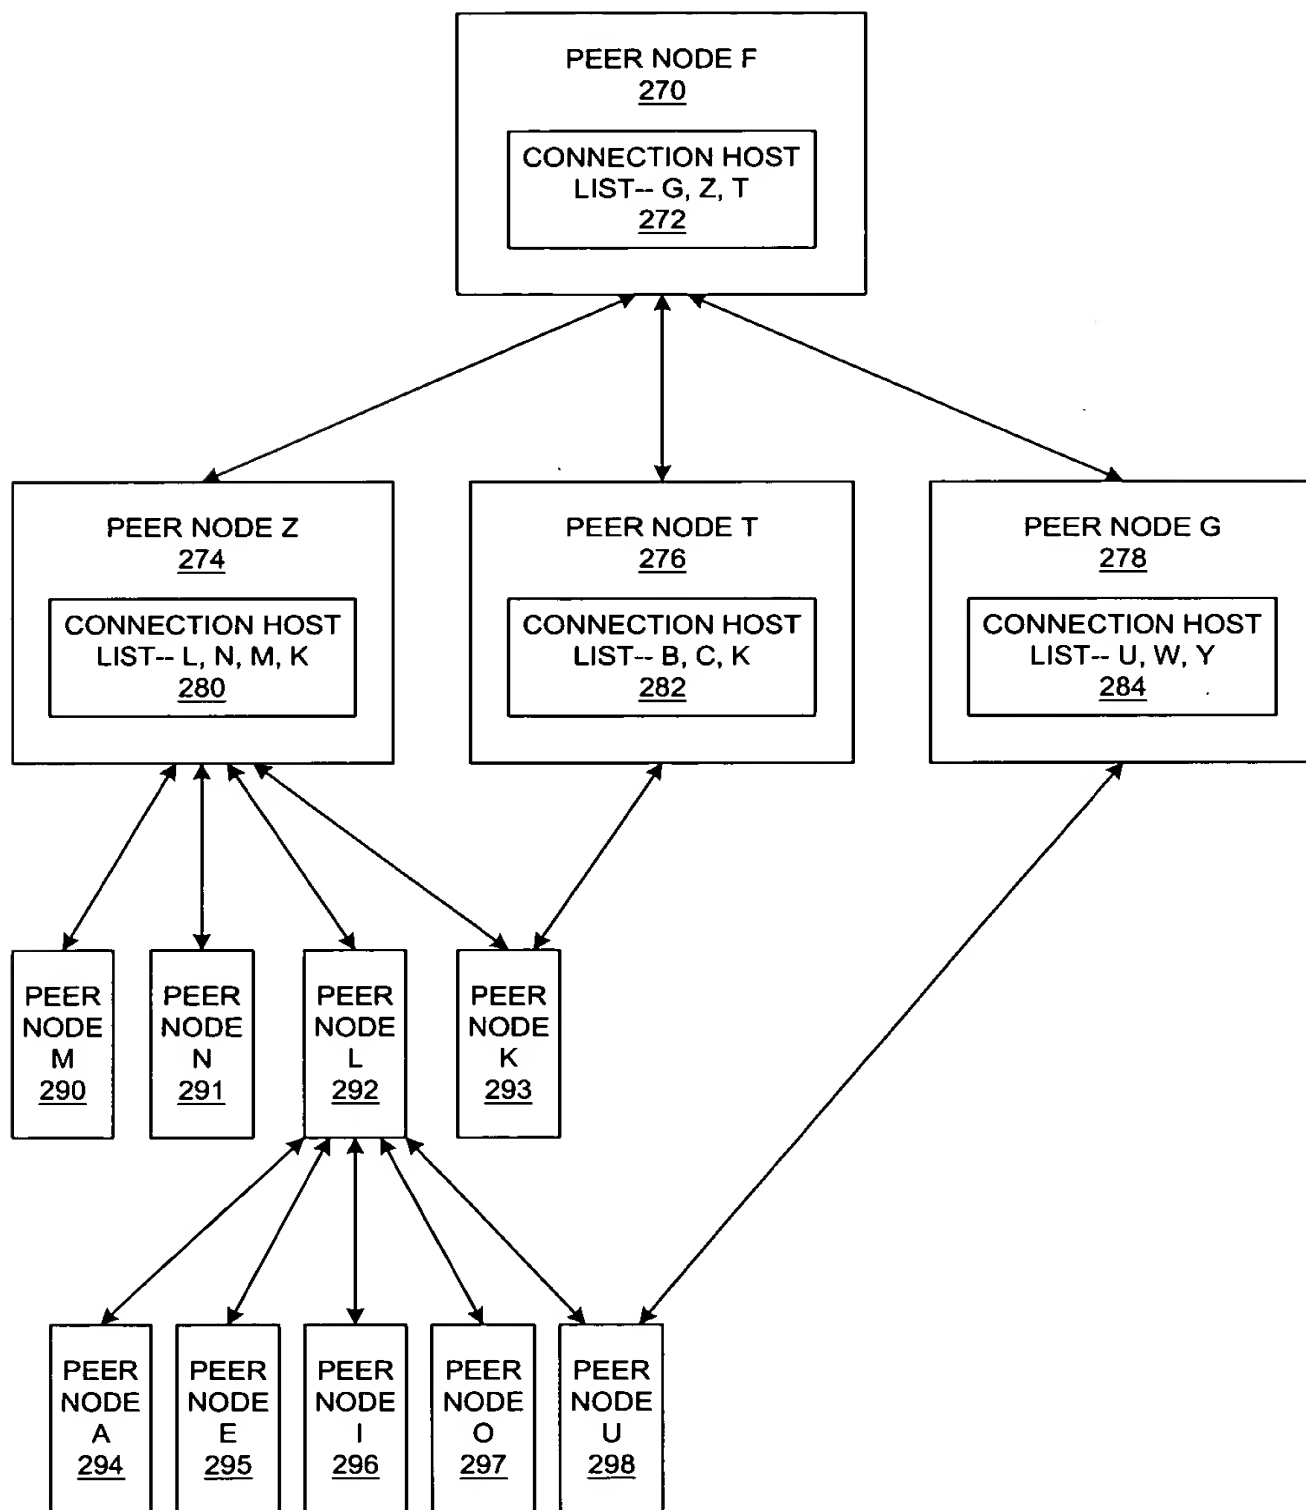 PEER NODE F
270
CONNECTION HOST
LIST-- G, Z, T
272
PEER NODE Z
274
CONNECTION HOST
LIST-- L, N, M, K
280
PEER NODE T
276
CONNECTION HOST
LIST-- B, C, K
282
PEER NODE G
278
CONNECTION HOST
LIST-- U, W, Y
284
PEER
NODE
M
290
PEER
NODE
N
291
PEER
NODE
L
292
PEER
NODE
K
293
PEER
NODE
A
294
PEER
NODE
E
295
PEER
NODE
I
296
PEER
NODE
O
297
PEER
NODE
U
298